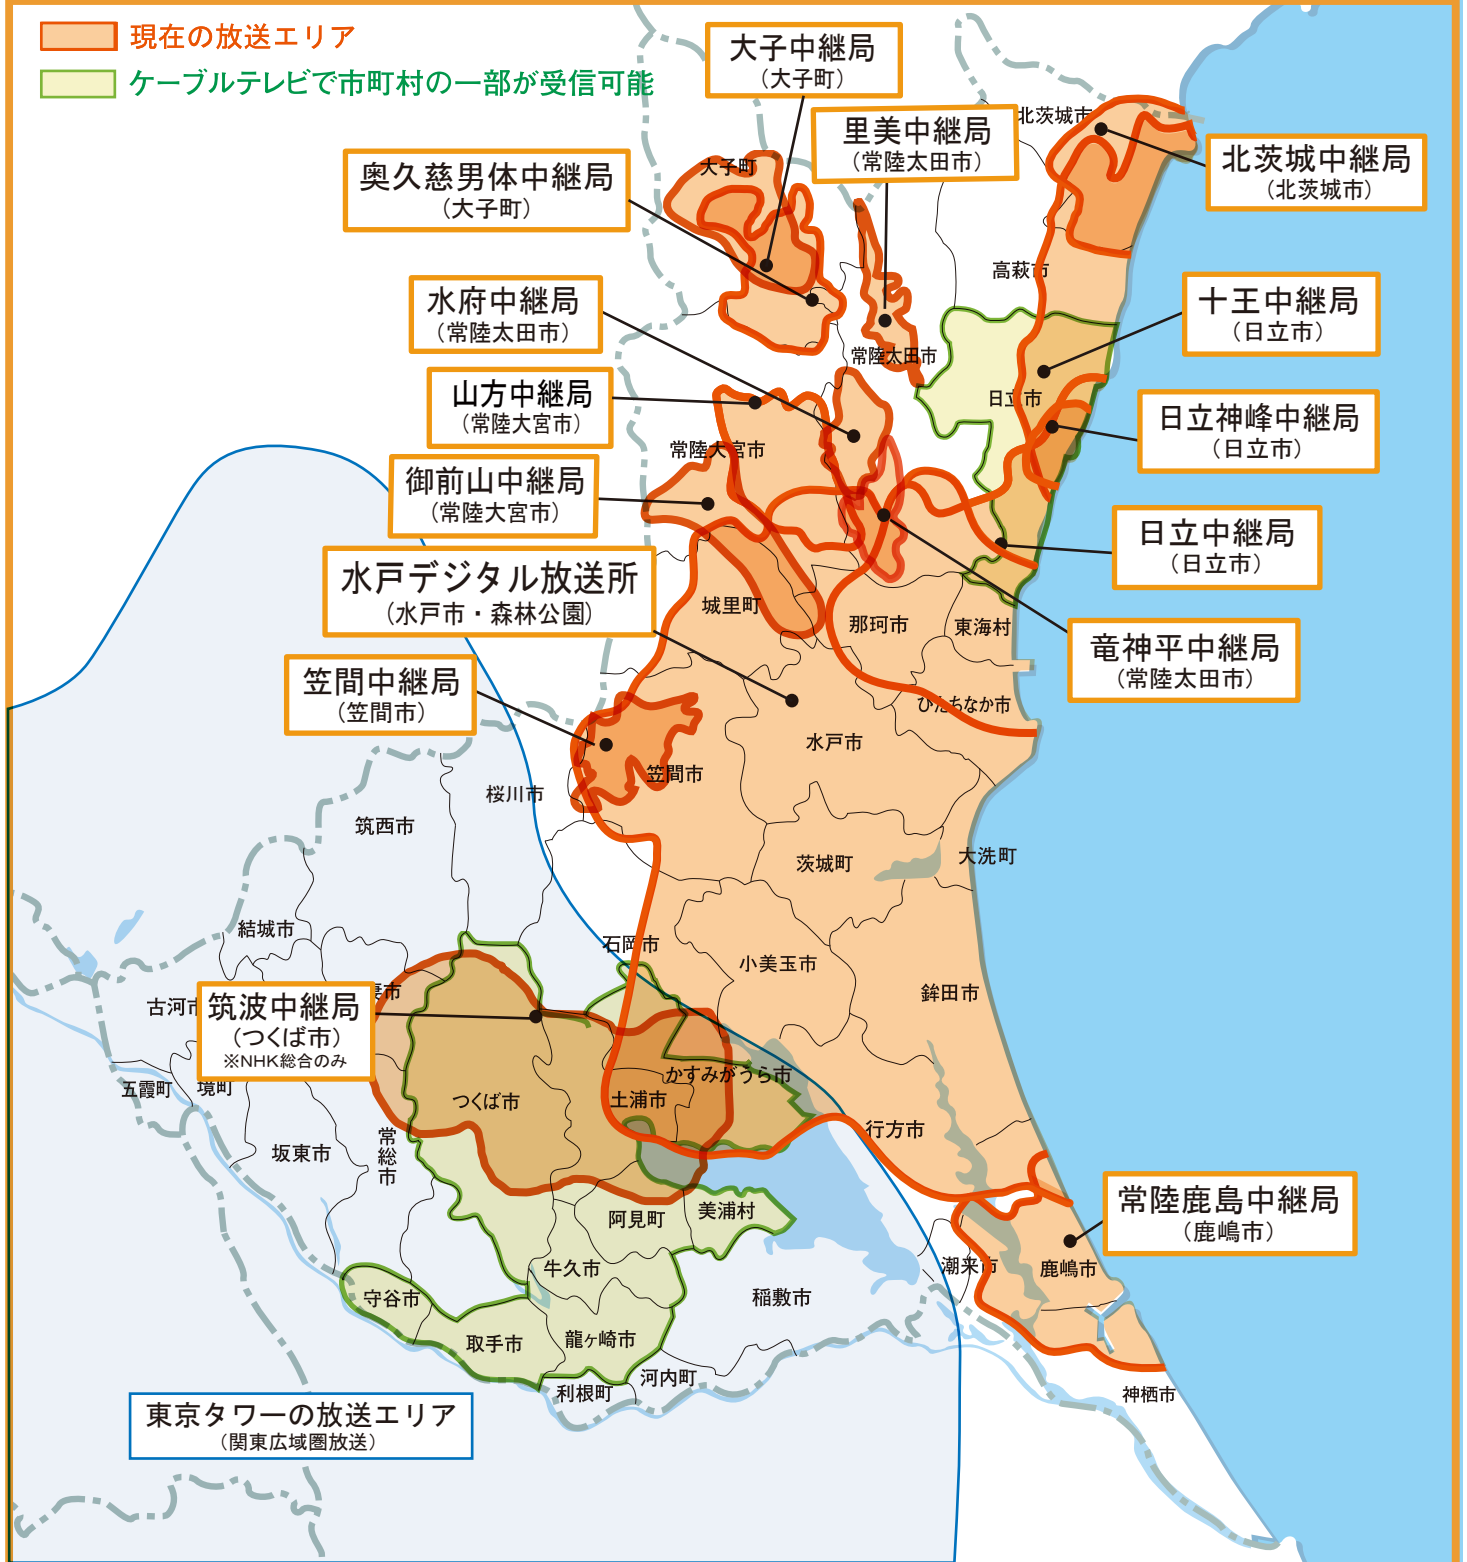 現在の放送エリア
ケーブルテレビで市町村の一部が受信可能
大子中継局
（大子町）
里美中継局
（常陸太田市）
北茨城市
北茨城中継局
（北茨城市）
大子町
奥久慈男体中継局
（大子町）
高萩市
水府中継局
（常陸太田市）
十王中継局
（日立市）
常陸太田市
山方中継局
（常陸大宮市）
日立市
日立神峰中継局
（日立市）
常陸大宮市
御前山中継局
（常陸大宮市）
日立中継局
（日立市）
水戸デジタル放送所
（水戸市・森林公園）
城里町
那珂市
東海村
竜神平中継局
（常陸太田市）
笠間中継局
（笠間市）
ひたちなか市
水戸市
笠間市
桜川市
筑西市
茨城町
大洗町
結城市
石岡市
小美玉市
鉾田市
古河市
妻市
筑波中継局
（つくば市）
※NHK総合のみ
五霞町
境町
つくば市
土浦市
かすみがうら市
行方市
坂東市
常総市
阿見町
美浦村
常陸鹿島中継局
（鹿嶋市）
潮来市
鹿嶋市
牛久市
守谷市
稲敷市
取手市
龍ヶ崎市
利根町
河内町
神栖市
東京タワーの放送エリア
（関東広域圏放送）